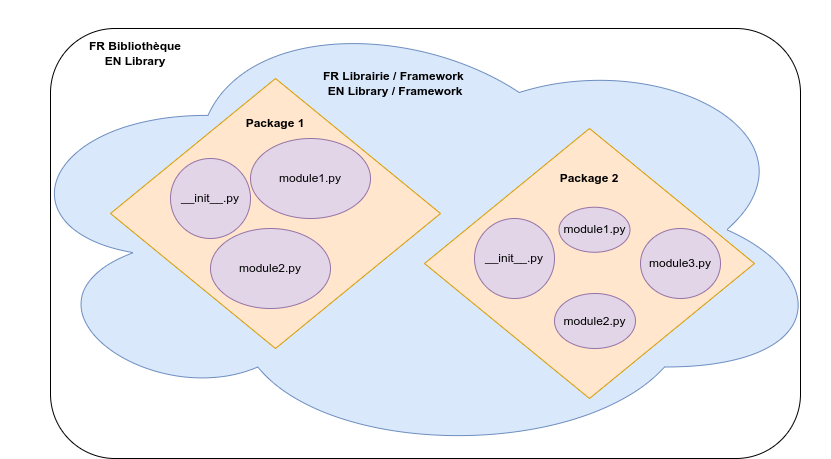 FR Bibliothèque
EN Library
FR Librairie / Framework
EN Library / Framework
Package 1
module1.py
__init__.py
module2.py
Package 2
module1.py
__init__.py
module3.py
module2.py